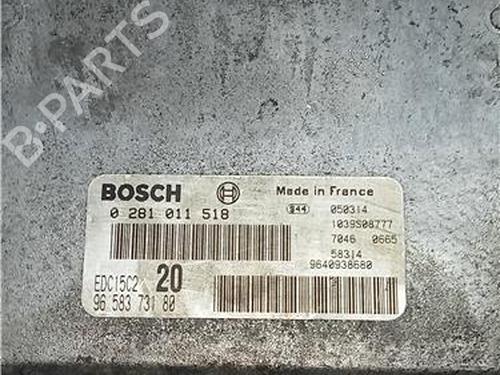 B-PARTS
BOSCH
Made in France
0 281 011 518
S44 050314
1039S08777
7046 0665
58314
9640938680
EDC15C2 20
96 583 731 80